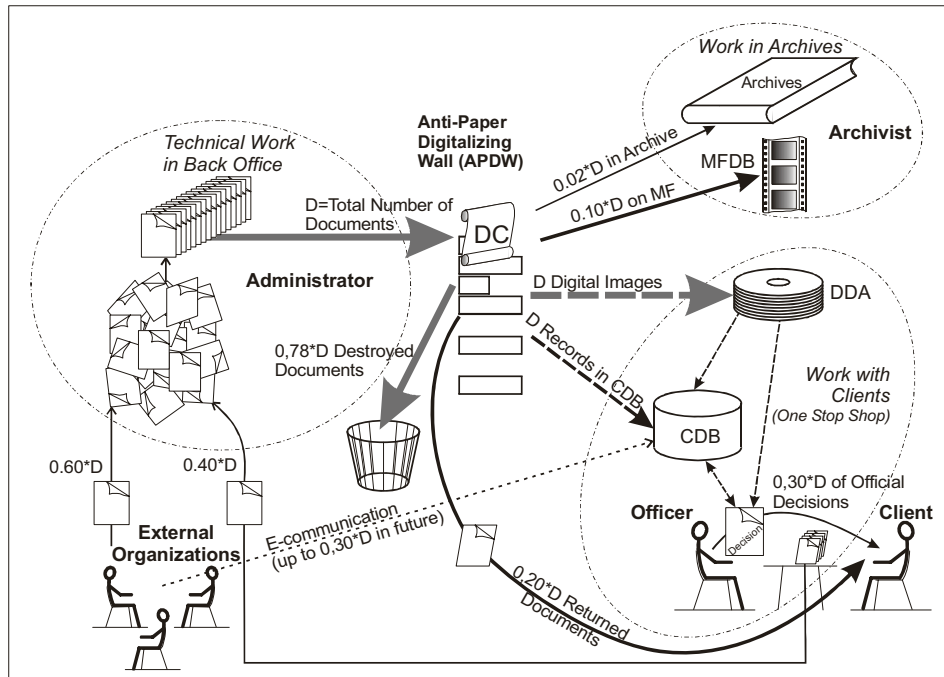 Work in Archives
Archives
Archivist
MFDB
Anti-Paper
Digitalizing
Wall (APDW)
0.02*D in Archive
0.10*D on MF
Technical Work
in Back Office
D=Total Number of
Documents
DC
Administrator
D Digital Images
DDA
D Records in CDB
0,78*D Destroyed
Documents
Work with
Clients
(One Stop Shop)
CDB
0.60*D
0.40*D
0,30*D of Official
Decisions
External
Organizations
E-communication
(up to 0,30*D in future)
Officer
Client
Decision
0,20*D Returned
Documents